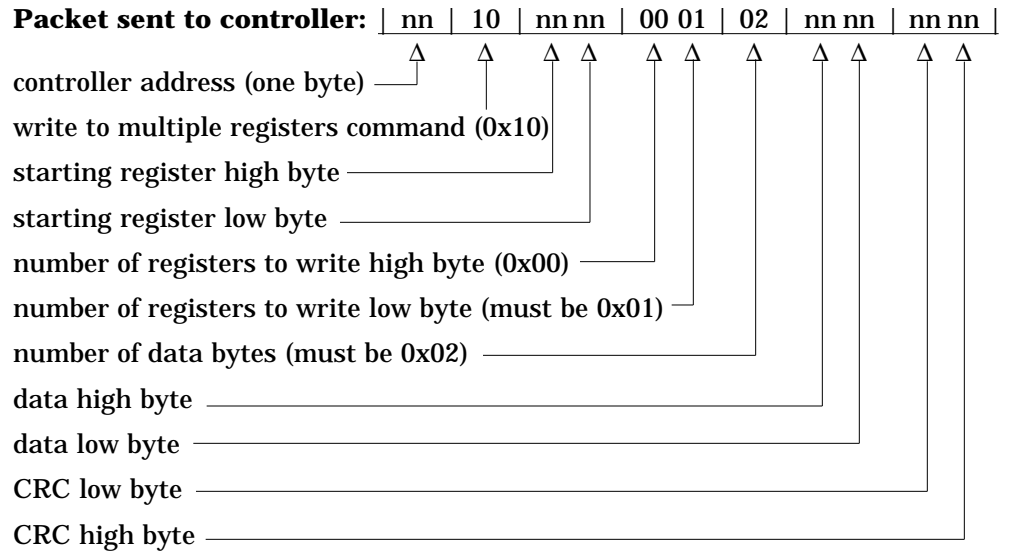 Packet sent to controller: | nn | 10 | nn nn | 00 01 | 02 | nn nn | nn nn |
controller address (one byte)
write to multiple registers command (0x10)
starting register high byte
starting register low byte
number of registers to write high byte (0x00)
number of registers to write low byte (must be 0x01)
number of data bytes (must be 0x02)
data high byte
data low byte
CRC low byte
CRC high byte